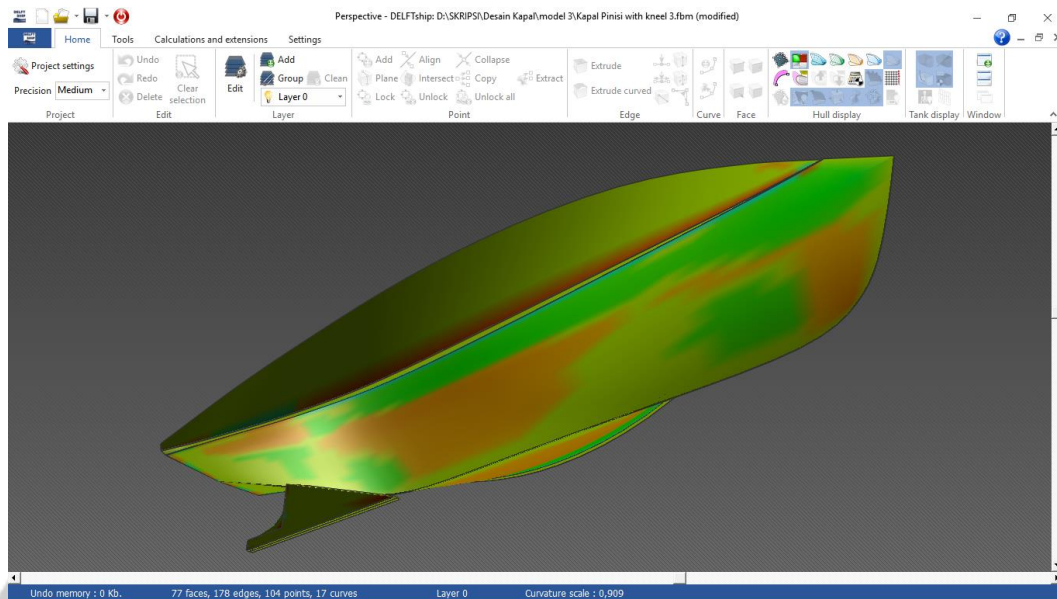 DELFT SHIP
Perspective - DELFTship: D:\SKRIPSI\Desain Kapal\model 3\Kapal Pinisi with kneel 3.fbm (modified)
Home Tools Calculations and extensions Settings
Project settings
Precision Medium
Project
Undo
Redo
Delete
Clear selection
Edit
Edit
Add
Group Clean
Layer 0
Layer
Add Align Collapse
Plane Intersect Copy Extract
Lock Unlock Unlock all
Point
Extrude
Extrude curved
Edge
Curve
Face
Hull display
Tank display
Window
Undo memory : 0 Kb. 77 faces, 178 edges, 104 points, 17 curves Layer 0 Curvature scale : 0,909